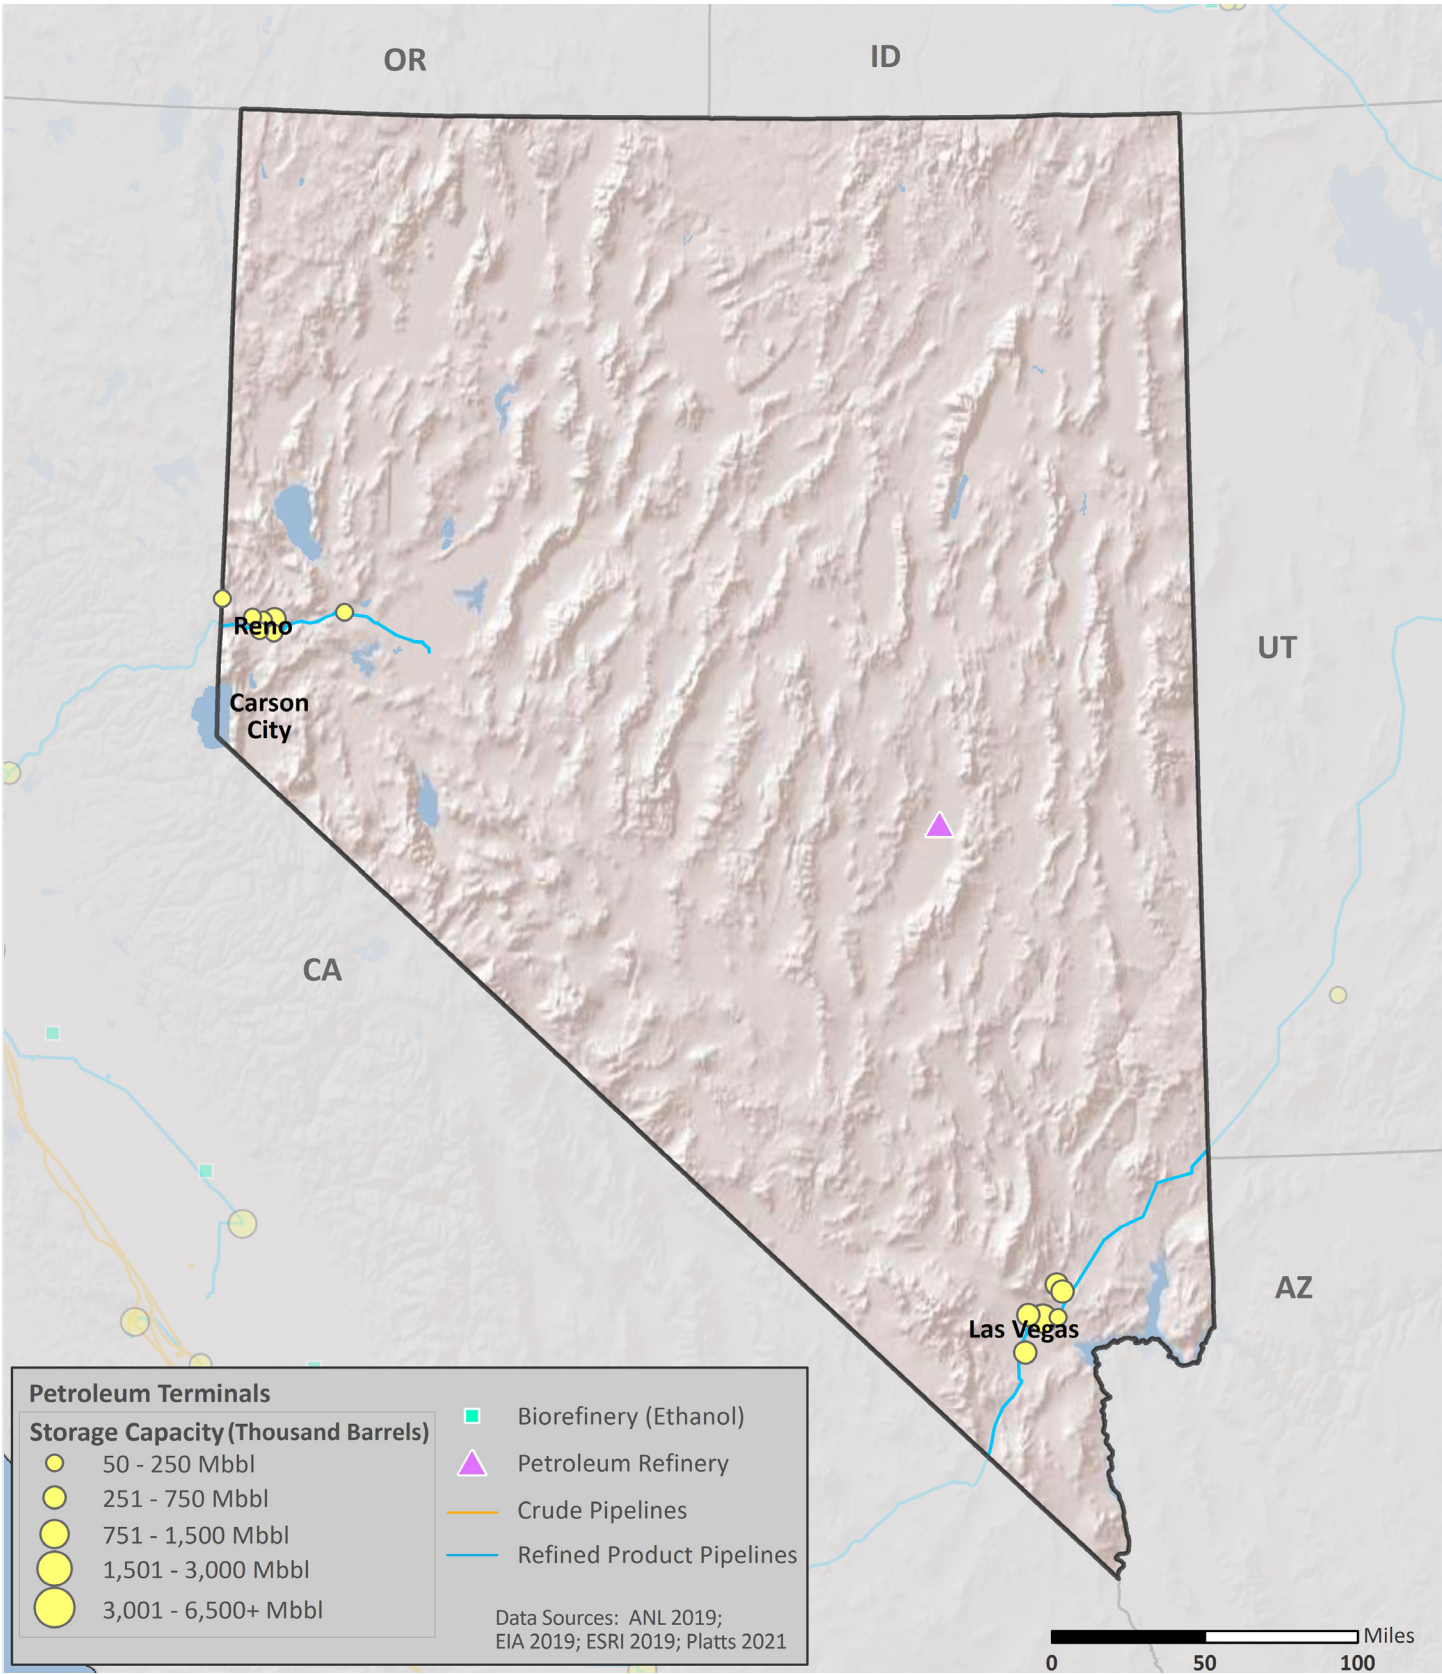 OR
ID
Reno
Carson
City
UT
CA
AZ
Las Vegas
Petroleum Terminals
Storage Capacity (Thousand Barrels)
50 - 250 Mbbl
251 - 750 Mbbl
751 - 1,500 Mbbl
1,501 - 3,000 Mbbl
3,001 - 6,500+ Mbbl
Biorefinery (Ethanol)
Petroleum Refinery
Crude Pipelines
Refined Product Pipelines
Data Sources: ANL 2019;
EIA 2019; ESRI 2019; Platts 2021
Miles
0 50 100